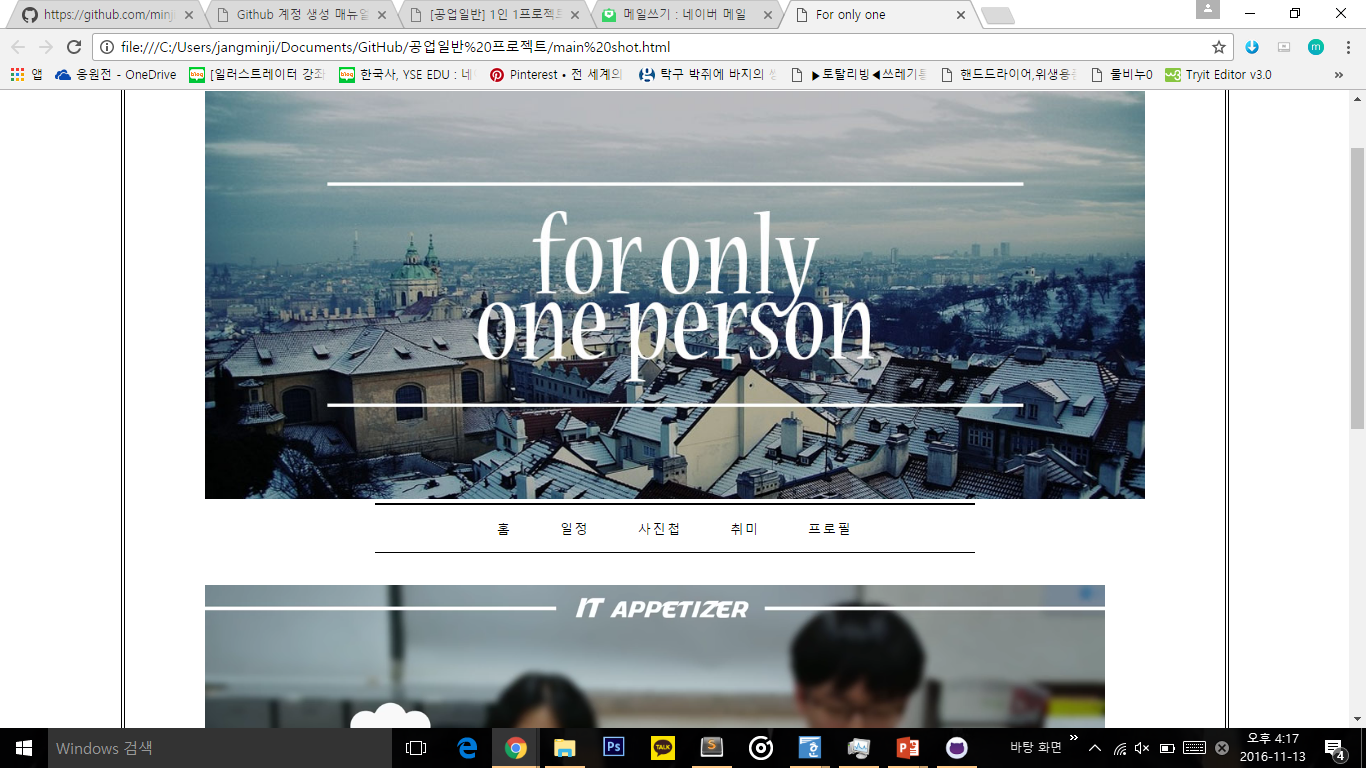 https://github.com/minj
Github 계정 생성 매뉴얼
[공업일반] 1인 1프로젝트
메일쓰기 : 네이버 메일
For only one
file:///C:/Users/jangminji/Documents/GitHub/공업일반%20프로젝트/main%20shot.html
앱
응원전 - OneDrive
[일러스트레이터 강좌
한국사, YSE EDU : 네
Pinterest • 전 세계의
탁구 박쥐에 바지의
▶토탈리빙◀쓰레기통
핸드드라이어,위생용
물비누0
Tryit Editor v3.0
for only
one person
홈 일정 사진첩 취미 프로필
IT APPETIZER
Windows 검색
바탕 화면
오후 4:17
2016-11-13
4